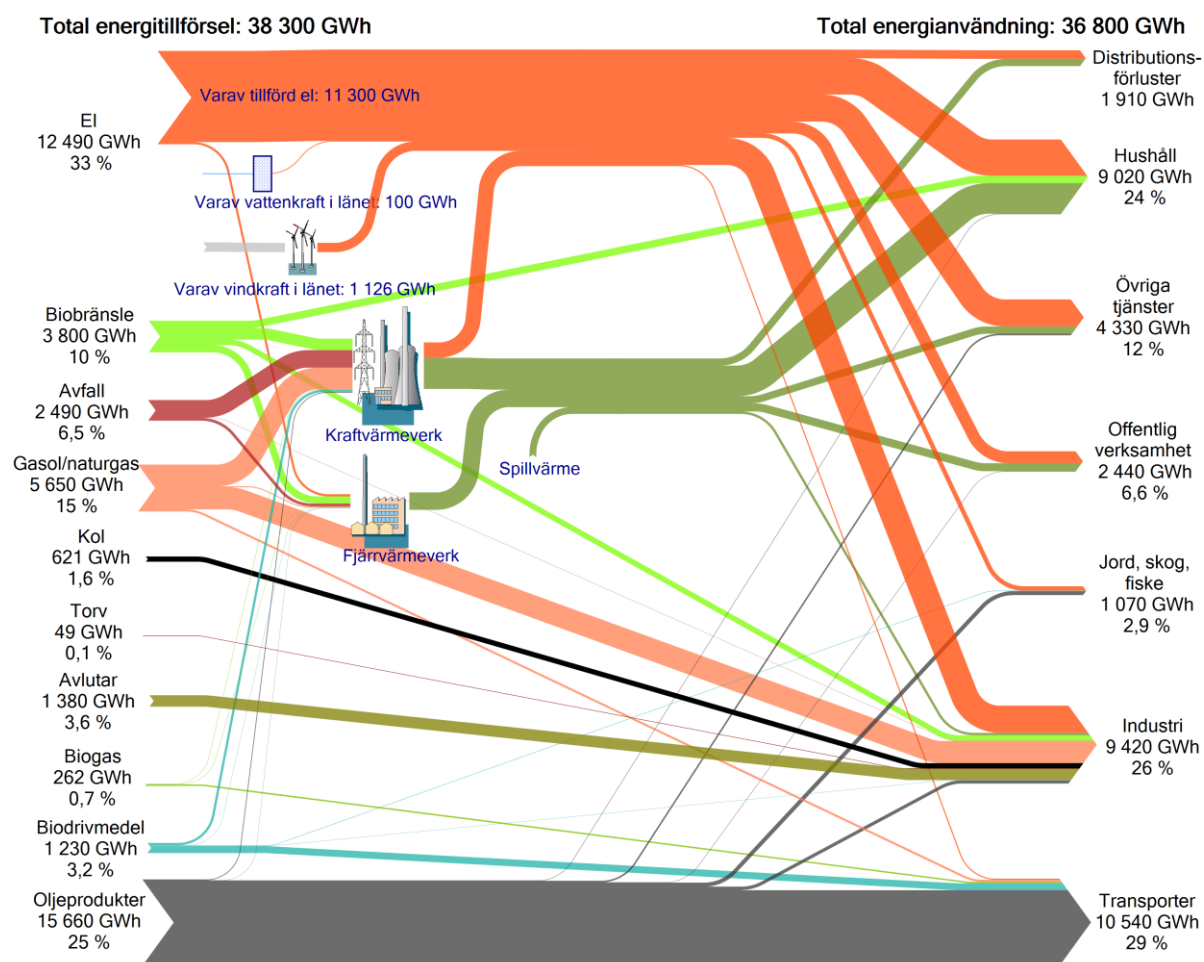 Total energitillförsel: 38 300 GWh
Total energianvändning: 36 800 GWh
El
12 490 GWh
33 %
Varav tillförd el: 11 300 GWh
Varav vattenkraft i länet: 100 GWh
Varav vindkraft i länet: 1 126 GWh
Biobränsle
3 800 GWh
10 %
Avfall
2 490 GWh
6,5 %
Gasol/naturgas
5 650 GWh
15 %
Kol
621 GWh
1,6 %
Torv
49 GWh
0,1 %
Avlutar
1 380 GWh
3,6 %
Biogas
262 GWh
0,7 %
Biodrivmedel
1 230 GWh
3,2 %
Oljeprodukter
15 660 GWh
25 %
Kraftvärmeverk
Spillvärme
Fjärrvärmeverk
Distributions-
förluster
1 910 GWh
Hushåll
9 020 GWh
24 %
Övriga
tjänster
4 330 GWh
12 %
Offentlig
verksamhet
2 440 GWh
6,6 %
Jord, skog,
fiske
1 070 GWh
2,9 %
Industri
9 420 GWh
26 %
Transporter
10 540 GWh
29 %